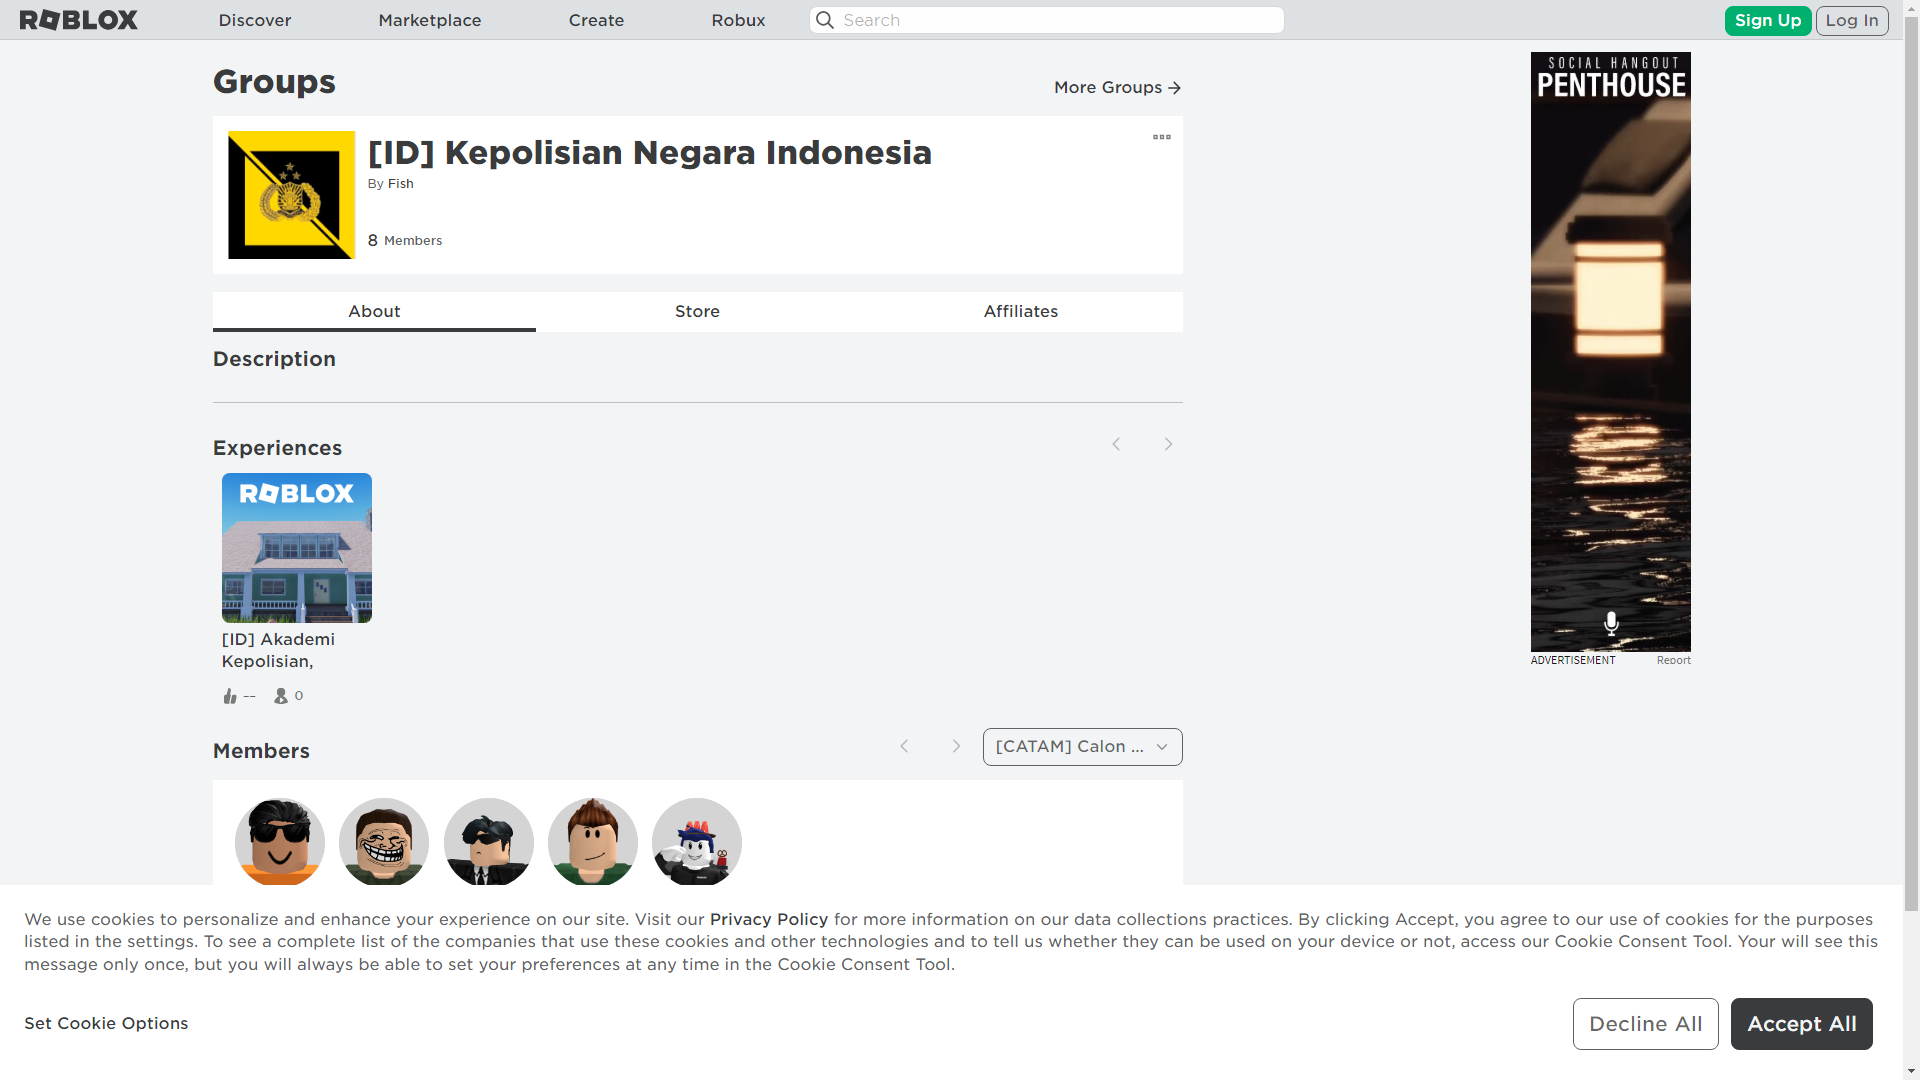 ROBLOX
Discover
Marketplace
Create
Robux
Search
Sign Up
Log In
Groups
More Groups
[ID] Kepolisian Negara Indonesia
By Fish
8 Members
About
Store
Affiliates
Description
Experiences
ROBLOX
[ID] Akademi
Kepolisian,
--
0
Members
[CATAM] Calon ...
SOCIAL HANGOUT
PENTHOUSE
ADVERTISEMENT
Report
We use cookies to personalize and enhance your experience on our site. Visit our Privacy Policy for more information on our data collections practices. By clicking Accept, you agree to our use of cookies for the purposes
listed in the settings. To see a complete list of the companies that use these cookies and other technologies and to tell us whether they can be used on your device or not, access our Cookie Consent Tool. Your will see this
message only once, but you will always be able to set your preferences at any time in the Cookie Consent Tool.
Set Cookie Options
Decline All
Accept All